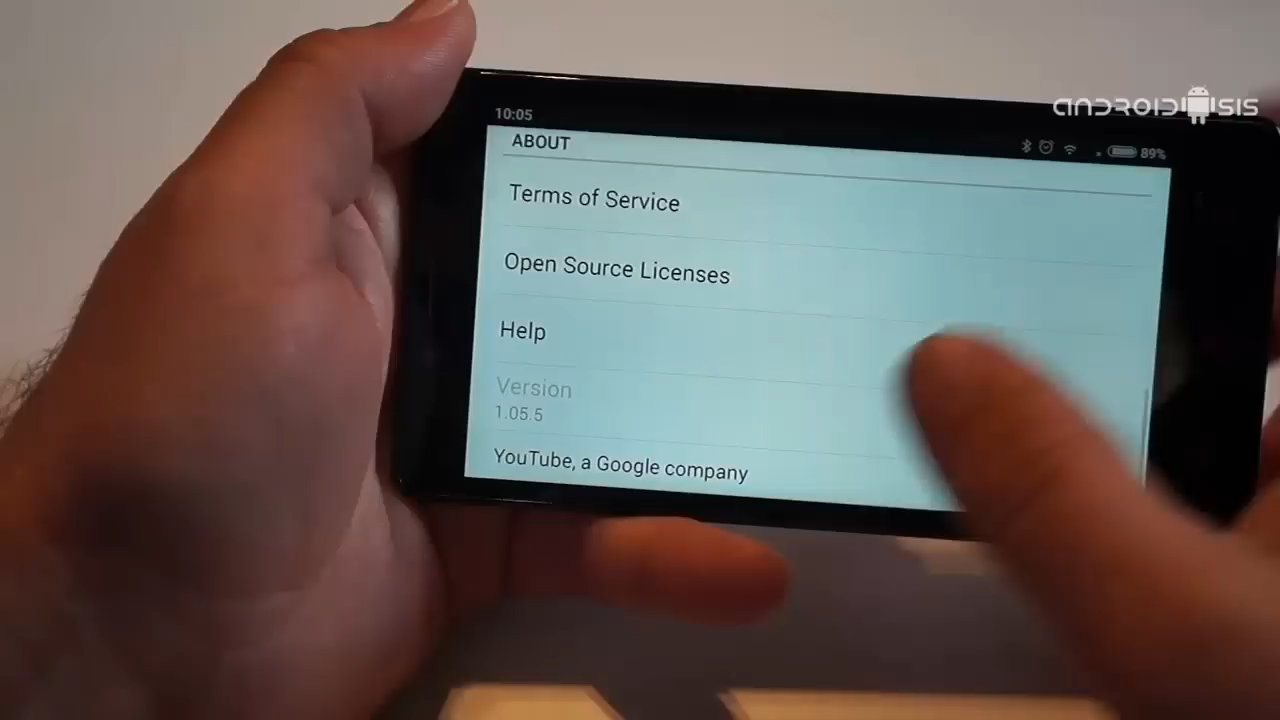 ANDROIDSIS
10:05
89%
ABOUT
Terms of Service
Open Source Licenses
Help
Version
1.05.5
YouTube, a Google company